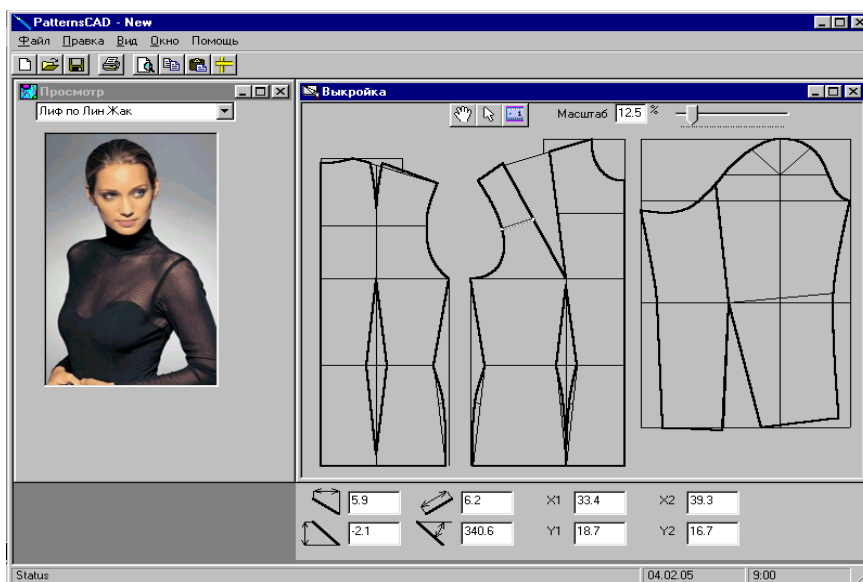 PatternsCAD - New
Файл Правка Вид Окно Помощь
Просмотр
Лиф по Лин Жак
Выкройка
Масштаб 12.5 %
5.9 6.2 X1 33.4 X2 39.3
-2.1 340.6 Y1 18.7 Y2 16.7
Status 04.02.05 9:00